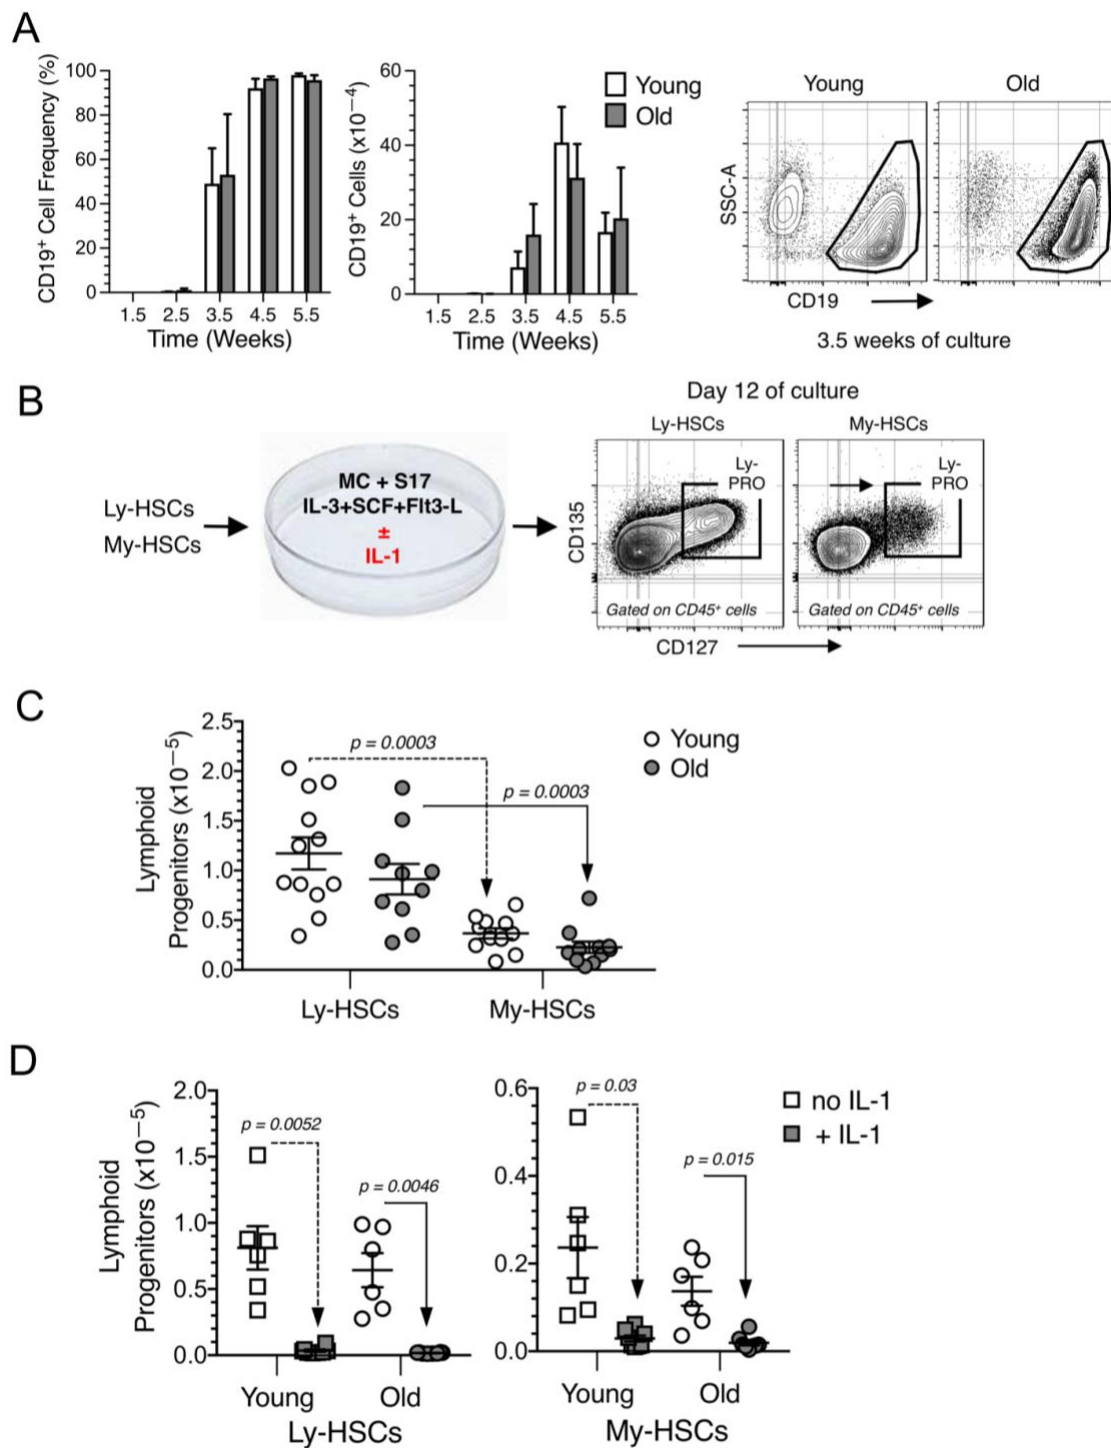 A
CD19⁺ Cell Frequency (%)
100
80
60
40
20
0
1.5 2.5 3.5 4.5 5.5
Time (Weeks)
CD19⁺ Cells (x10⁻⁴)
60
40
20
0
1.5 2.5 3.5 4.5 5.5
Time (Weeks)
Young
Old
Young Old
SSC-A
CD19
3.5 weeks of culture
B
Ly-HSCs
My-HSCs
MC + S17
IL-3+SCF+Flt3-L
±
IL-1
Day 12 of culture
Ly-HSCs My-HSCs
CD135
Ly-
PRO
Gated on CD45⁺ cells
Ly-
PRO
Gated on CD45⁺ cells
CD127
C
Lymphoid
Progenitors (x10⁻⁵)
2.5
2.0
1.5
1.0
0.5
0.0
p = 0.0003
p = 0.0003
Young
Old
Ly-HSCs My-HSCs
D
Lymphoid
Progenitors (x10⁻⁵)
2.0
1.5
1.0
0.5
0.0
p = 0.0052
p = 0.0046
Young Old
Ly-HSCs
0.6
0.4
0.2
0.0
p = 0.03
p = 0.015
Young Old
My-HSCs
no IL-1
+ IL-1